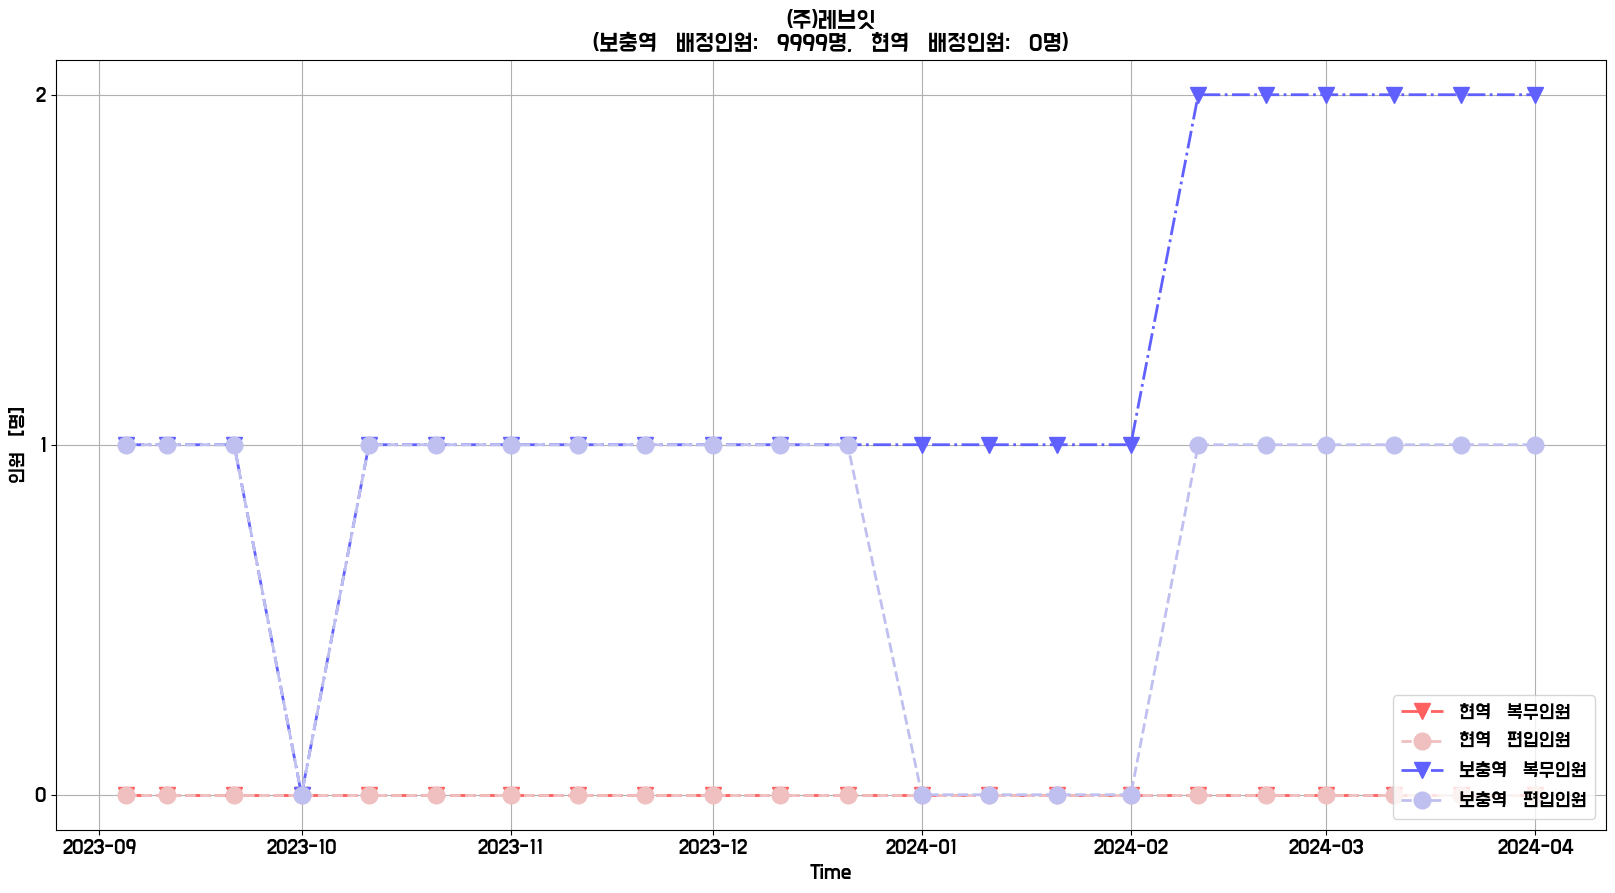 (주)레브잇
(보충역 배정인원: 9999명, 현역 배정인원: 0명)
인원 [명]
2
1
0
현역 복무인원
현역 편입인원
보충역 복무인원
보충역 편입인원
2023-09 2023-10 2023-11 2023-12 2024-01 2024-02 2024-03 2024-04
Time